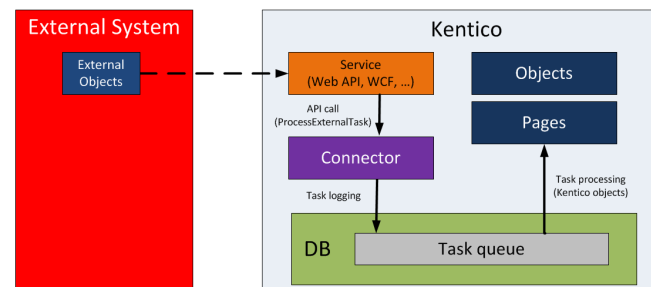 External System
External
Objects
Kentico
Service
(Web API, WCF, ...)
Objects
API call
(ProcessExternalTask)
Pages
Connector
Task logging
Task processing
(Kentico objects)
DB
Task queue